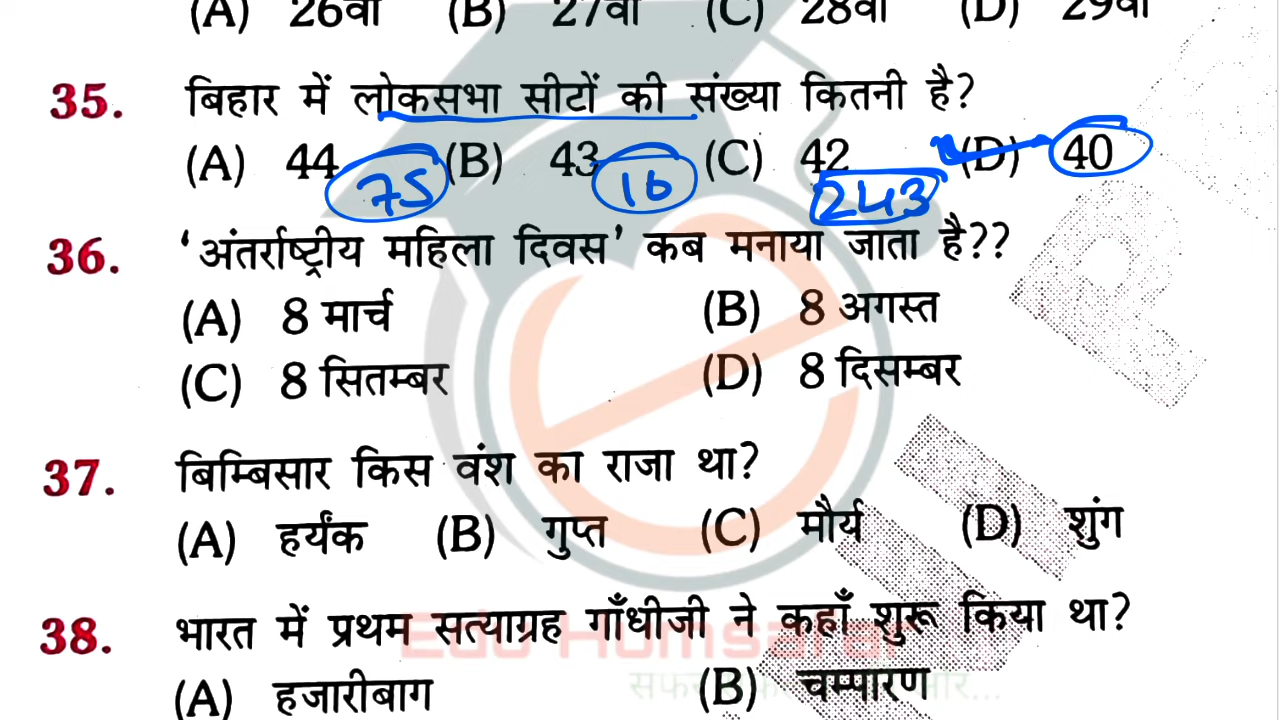 (A) 26वाँ (B) 27वाँ (C) 28वाँ (D) 29वाँ
35. बिहार में लोकसभा सीटों की संख्या कितनी है?
(A) 44 (B) 43 (C) 42 (D) 40
75 16 243
36. ‘अंतर्राष्ट्रीय महिला दिवस’ कब मनाया जाता है??
(A) 8 मार्च (B) 8 अगस्त
(C) 8 सितम्बर (D) 8 दिसम्बर
37. बिम्बिसार किस वंश का राजा था?
(A) हर्यंक (B) गुप्त (C) मौर्य (D) शुंग
38. भारत में प्रथम सत्याग्रह गाँधीजी ने कहाँ शुरू किया था?
Edu Humsafar
(A) हजारीबाग (B) चम्पारण